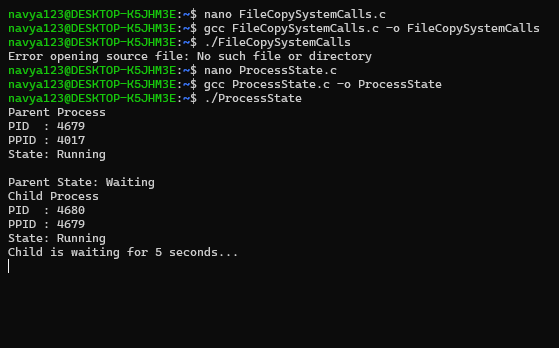 navya123@DESKTOP-K5JHM3E:~$ nano FileCopySystemCalls.c
navya123@DESKTOP-K5JHM3E:~$ gcc FileCopySystemCalls.c -o FileCopySystemCalls
navya123@DESKTOP-K5JHM3E:~$ ./FileCopySystemCalls
Error opening source file: No such file or directory
navya123@DESKTOP-K5JHM3E:~$ nano ProcessState.c
navya123@DESKTOP-K5JHM3E:~$ gcc ProcessState.c -o ProcessState
navya123@DESKTOP-K5JHM3E:~$ ./ProcessState
Parent Process
PID  : 4679
PPID : 4017
State: Running

Parent State: Waiting
Child Process
PID  : 4680
PPID : 4679
State: Running
Child is waiting for 5 seconds...